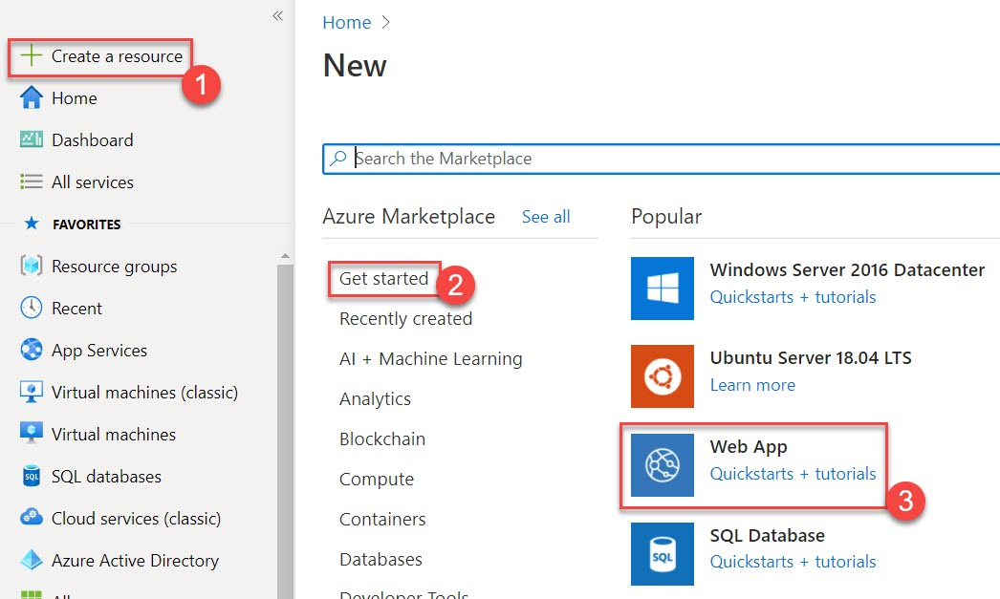 «
Create a resource
1
Home
Dashboard
All services
FAVORITES
Resource groups
Recent
App Services
Virtual machines (classic)
Virtual machines
SQL
SQL databases
Cloud services (classic)
Azure Active Directory
Home >
New
Search the Marketplace
Azure Marketplace See all
Get started
2
Recently created
AI + Machine Learning
Analytics
Blockchain
Compute
Containers
Databases
Developer Tools
Popular
Windows Server 2016 Datacenter
Quickstarts + tutorials
Ubuntu Server 18.04 LTS
Learn more
Web App
Quickstarts + tutorials
3
SQL
SQL Database
Quickstarts + tutorials